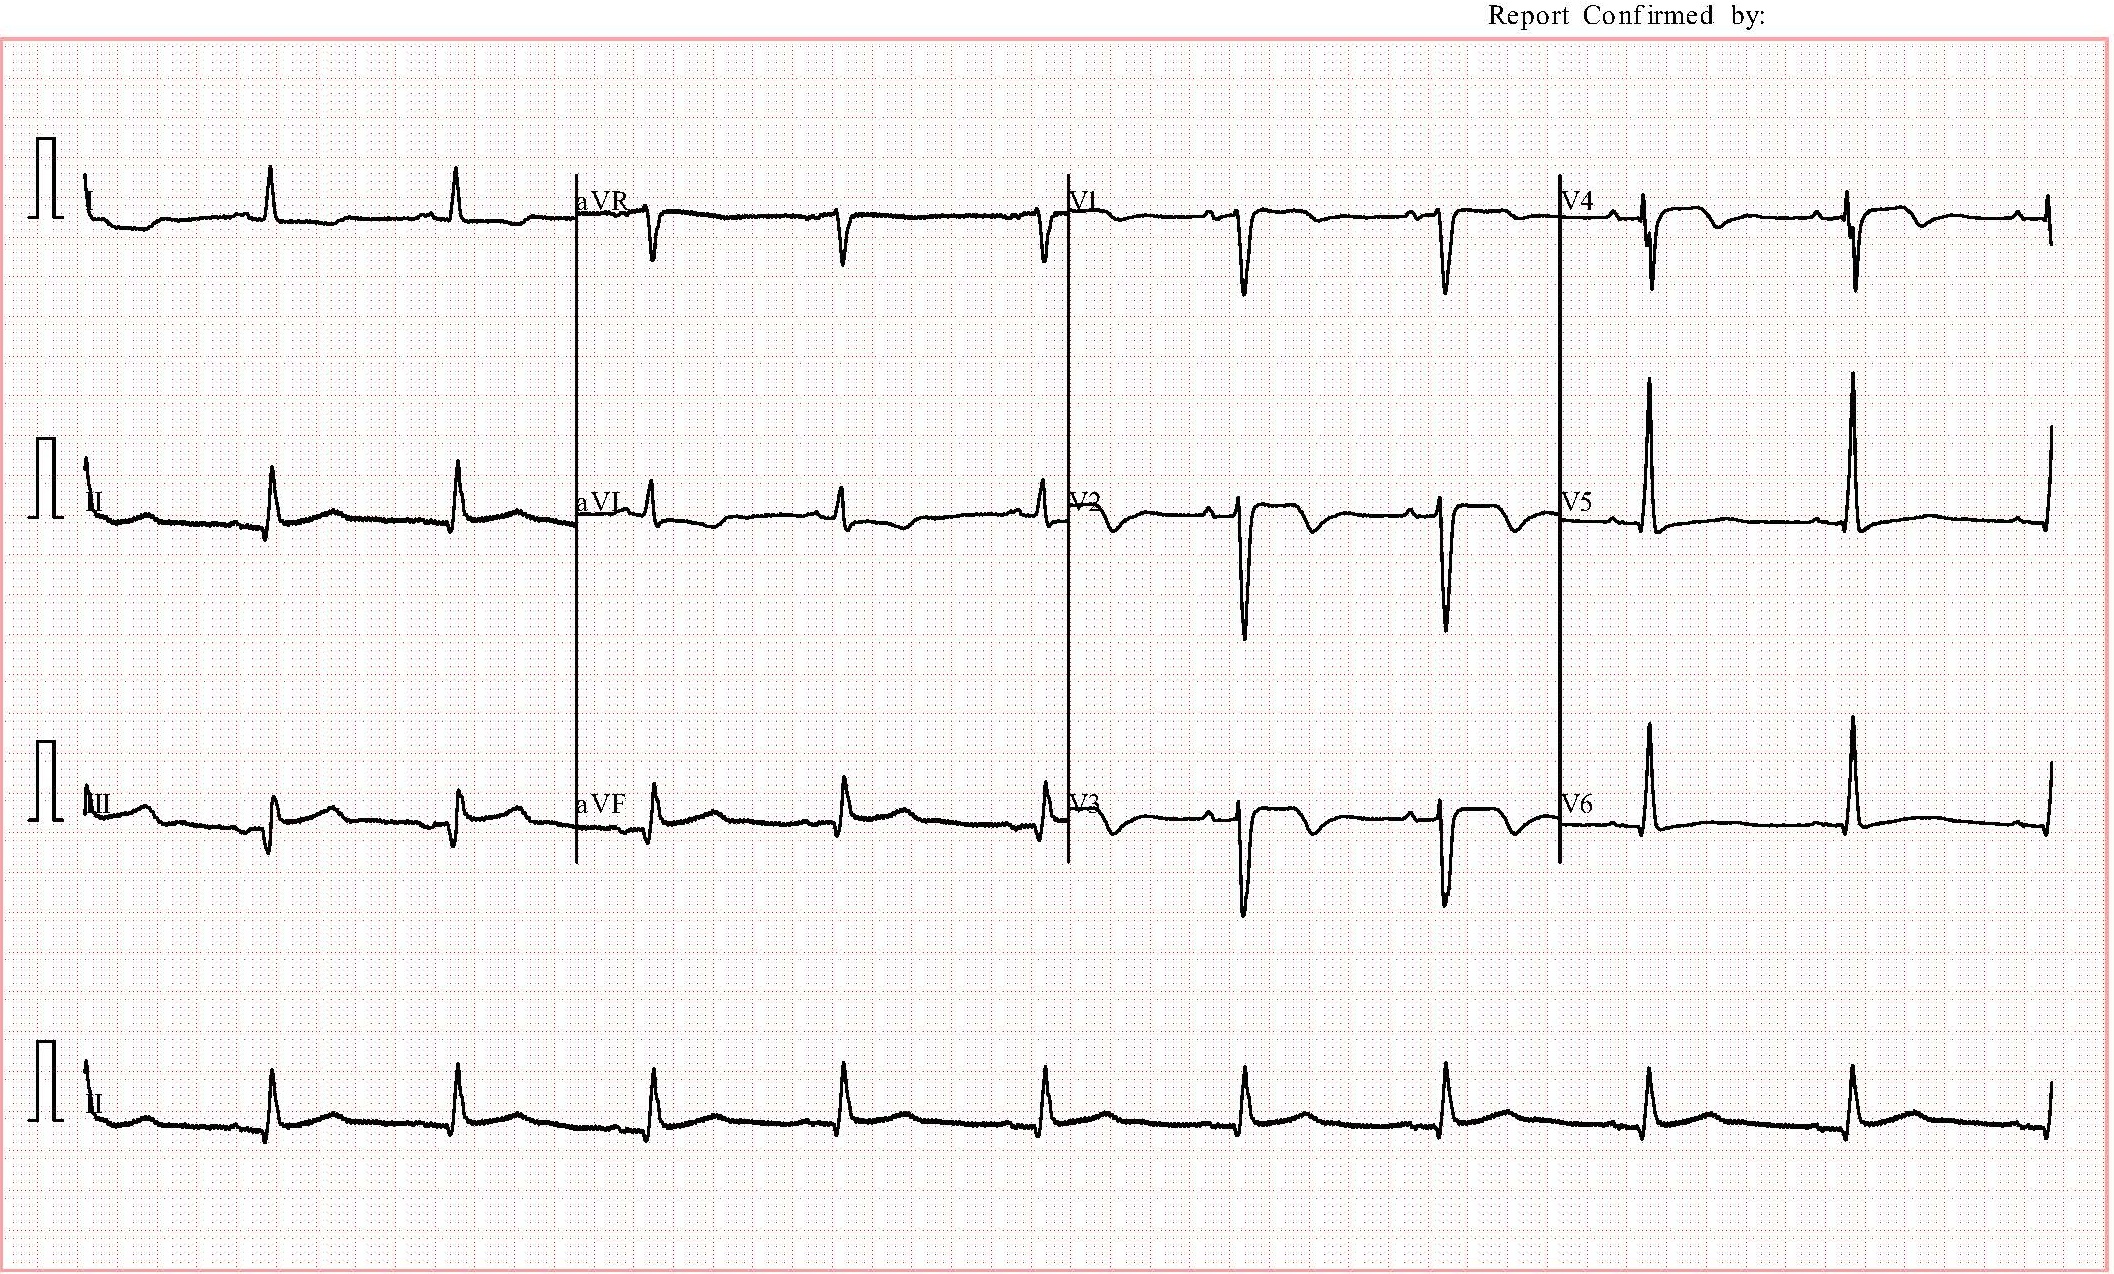 Report Confirmed by:
I aVR V1 V4
II aVL V2 V5
III aVF V3 V6
II